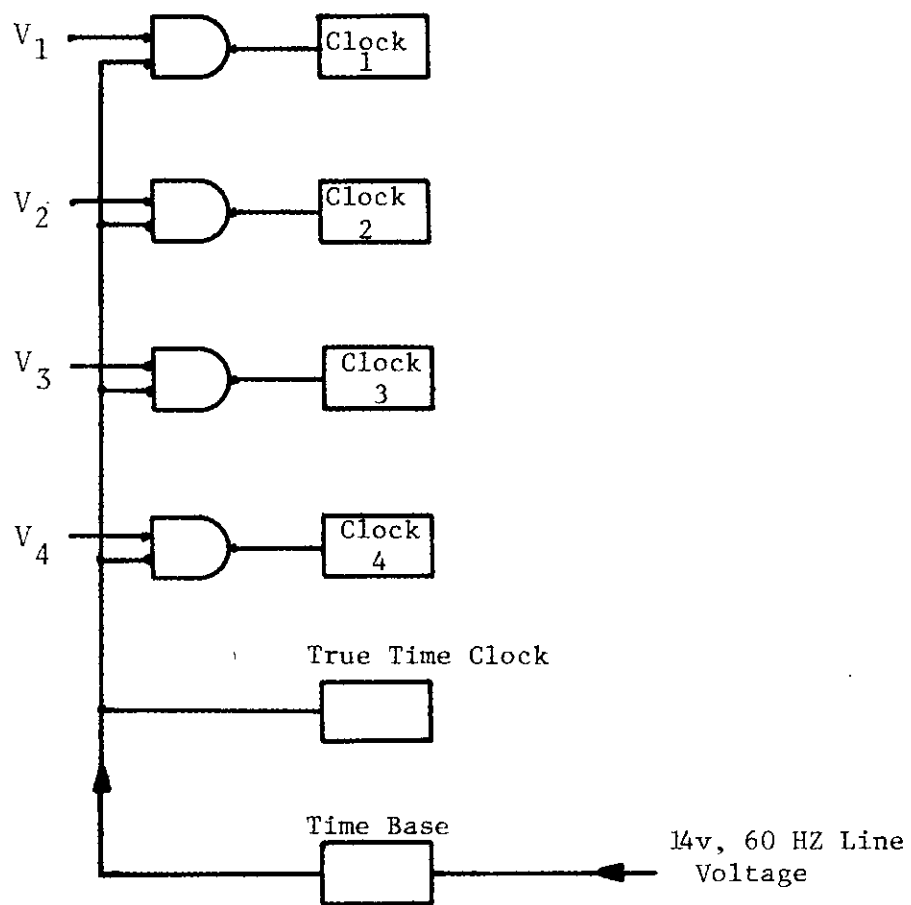 V1
Clock
1
V2
Clock
2
V3
Clock
3
V4
Clock
4
True Time Clock
Time Base
14v, 60 HZ Line
Voltage